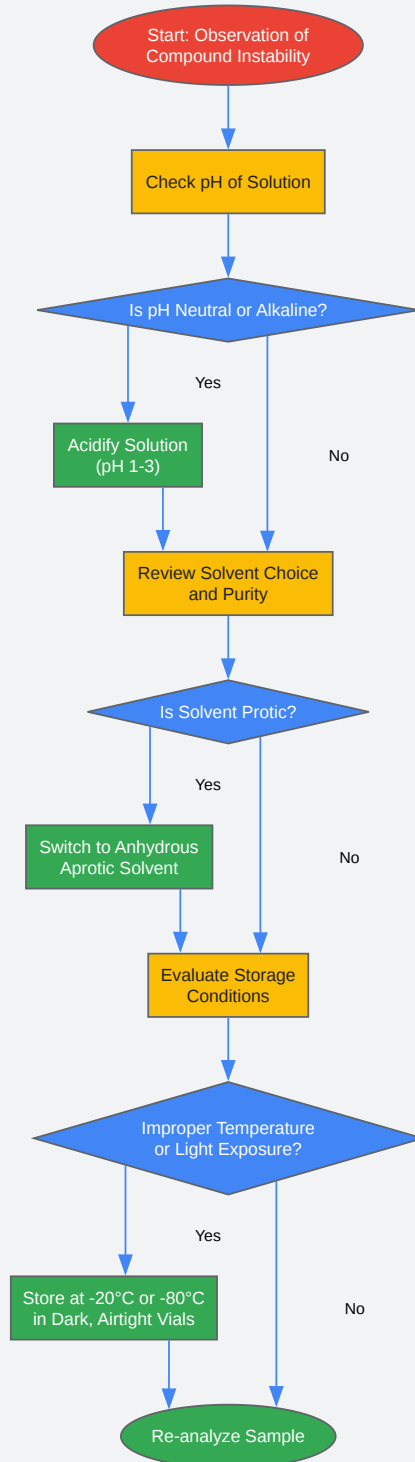 Start: Observation of
Compound Instability
Check pH of Solution
Is pH Neutral or Alkaline?
Yes
Acidify Solution
(pH 1-3)
No
Review Solvent Choice
and Purity
Is Solvent Protic?
Yes
Switch to Anhydrous
Aprotic Solvent
No
Evaluate Storage
Conditions
Improper Temperature
or Light Exposure?
Yes
Store at -20°C or -80°C
in Dark, Airtight Vials
No
Re-analyze Sample